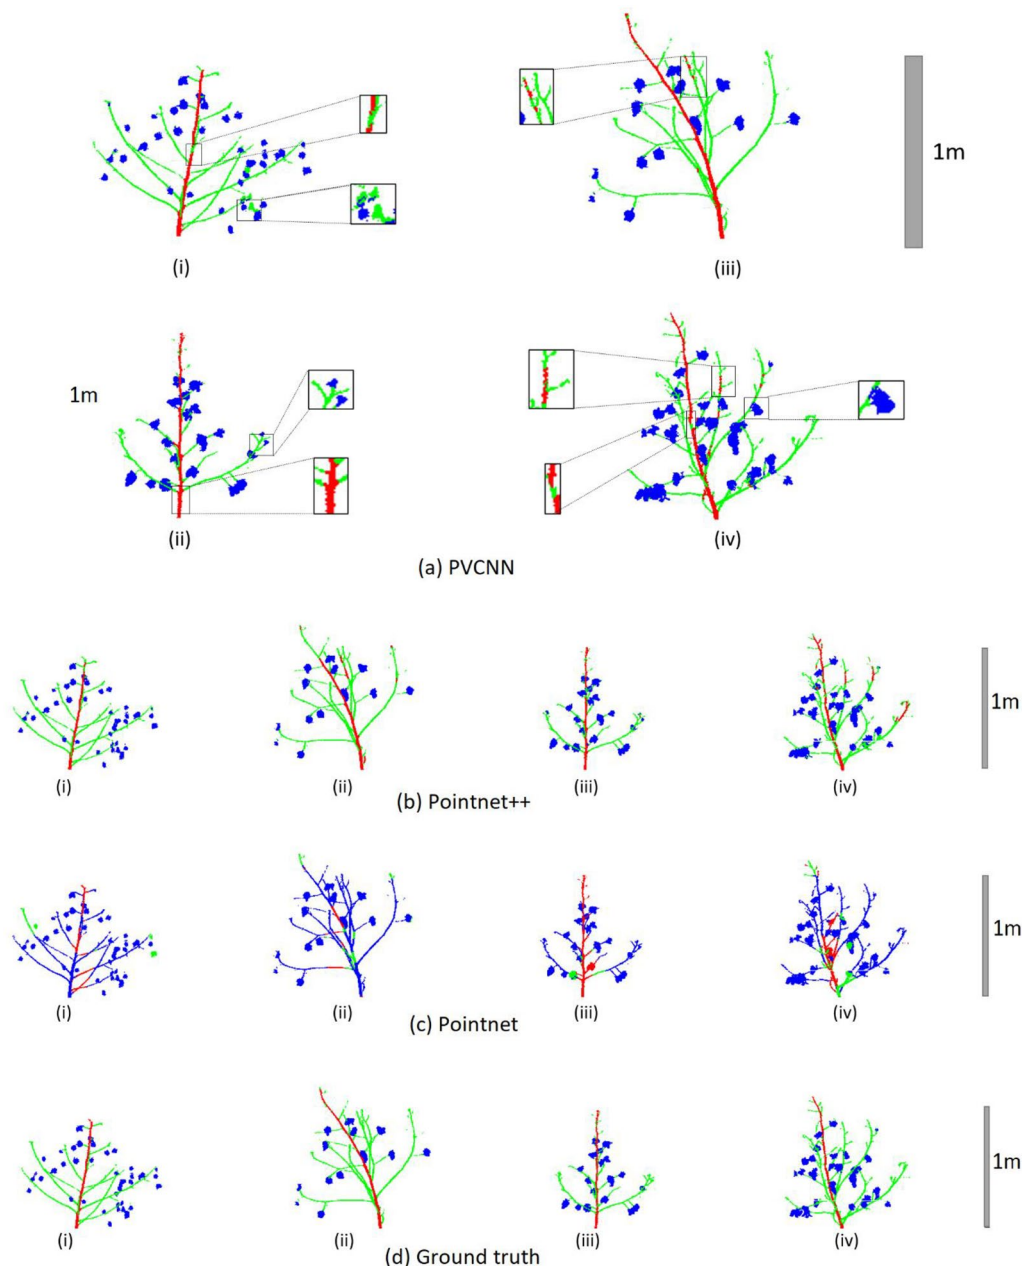 1m
(i)
(iii)
1m
(ii)
(iv)
(a) PVCNN
1m
(i)
(ii)
(iii)
(iv)
(b) Pointnet++
1m
(i)
(ii)
(iii)
(iv)
(c) Pointnet
1m
(i)
(ii)
(iii)
(iv)
(d) Ground truth